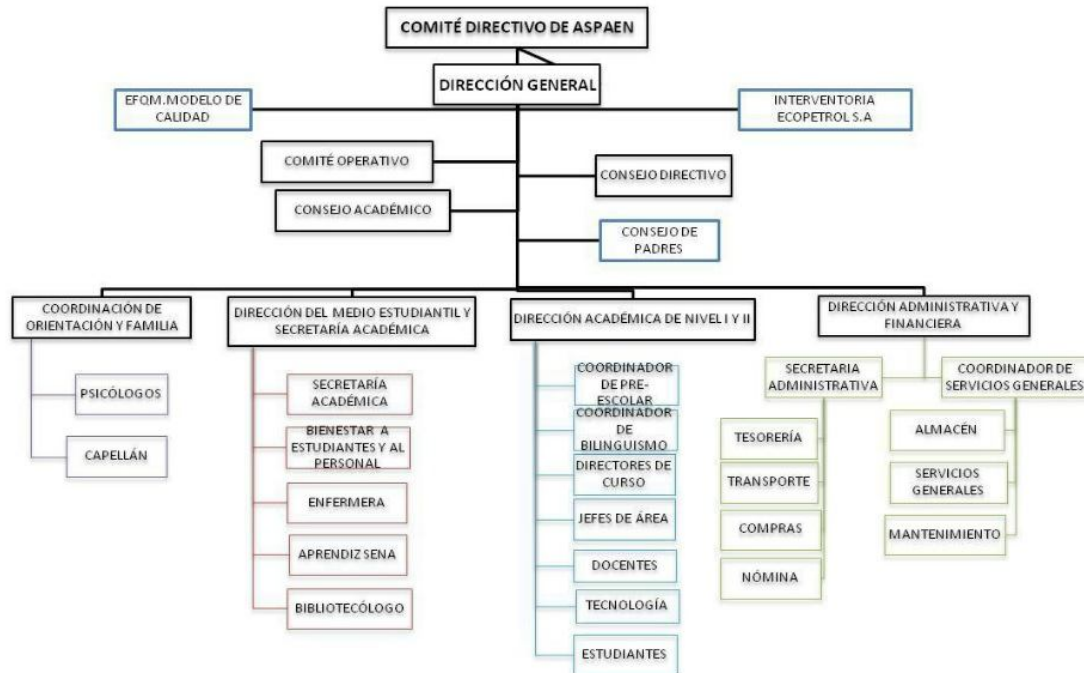 COMITÉ DIRECTIVO DE ASPAEN
DIRECCIÓN GENERAL
EFQM.MODELO DE
CALIDAD
INTERVENTORIA
ECOPETROL S.A
COMITÉ OPERATIVO
CONSEJO DIRECTIVO
CONSEJO ACADÉMICO
CONSEJO DE
PADRES
COORDINACIÓN DE
ORIENTACIÓN Y FAMILIA
PSICÓLOGOS
CAPELLÁN
DIRECCIÓN DEL MEDIO ESTUDIANTIL Y
SECRETARÍA ACADÉMICA
SECRETARÍA
ACADÉMICA
BIENESTAR A
ESTUDIANTES Y AL
PERSONAL
ENFERMERA
APRENDIZ SENA
BIBLIOTECÓLOGO
DIRECCIÓN ACADÉMICA DE NIVEL I Y II
COORDINADOR
DE PRE-
ESCOLAR
COORDINADOR
DE
BILINGUISMO
DIRECTORES DE
CURSO
JEFES DE ÁREA
DOCENTES
TECNOLOGÍA
ESTUDIANTES
DIRECCIÓN ADMINISTRATIVA Y
FINANCIERA
SECRETARIA
ADMINISTRATIVA
TESORERÍA
TRANSPORTE
COMPRAS
NÓMINA
COORDINADOR DE
SERVICIOS GENERALES
ALMACÉN
SERVICIOS
GENERALES
MANTENIMIENTO